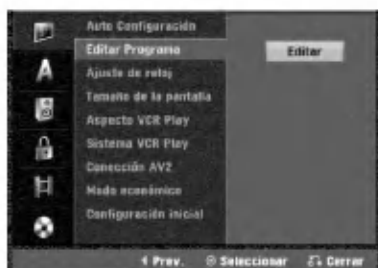 Auto Configuración
Editar Programa
Editar
A
Ajuste de reloj
Tamaño de la pantalla
Aspecto VCR Play
Sistema VCR Play
Conección AV2
Modo económico
Configuración inicial
Prev. Seleccionar Cerrar